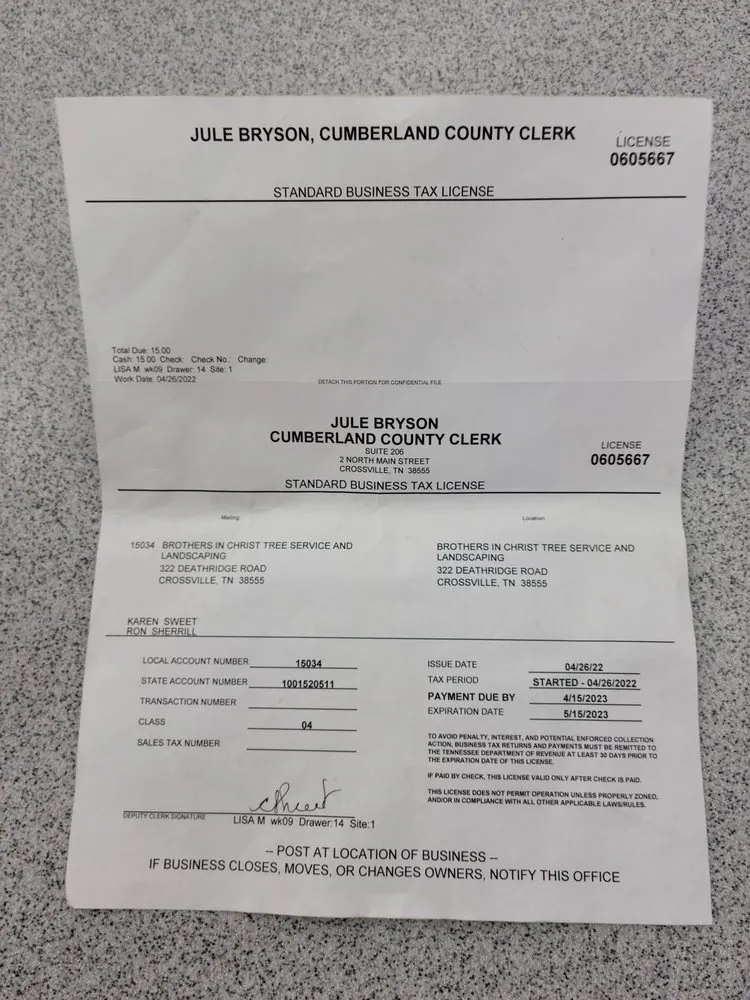 JULE BRYSON, CUMBERLAND COUNTY CLERK
LICENSE
0605667
STANDARD BUSINESS TAX LICENSE
Total Due: 15.00
Cash: 15.00 Check: Check No.: Change:
LISA M wk09 Drawer: 14 Site: 1
Work Date: 04/26/2022
DETACH THIS PORTION FOR CONFIDENTIAL FILE
JULE BRYSON
CUMBERLAND COUNTY CLERK
SUITE 206
2 NORTH MAIN STREET
CROSSVILLE, TN 38555
LICENSE
0605667
STANDARD BUSINESS TAX LICENSE
Mailing
15034 BROTHERS IN CHRIST TREE SERVICE AND
LANDSCAPING
322 DEATHRIDGE ROAD
CROSSVILLE, TN 38555
Location
BROTHERS IN CHRIST TREE SERVICE AND
LANDSCAPING
322 DEATHRIDGE ROAD
CROSSVILLE, TN 38555
KAREN SWEET
RON SHERRILL
LOCAL ACCOUNT NUMBER 15034
STATE ACCOUNT NUMBER 1001520511
TRANSACTION NUMBER
CLASS 04
SALES TAX NUMBER
ISSUE DATE 04/26/22
TAX PERIOD STARTED - 04/26/2022
PAYMENT DUE BY 4/15/2023
EXPIRATION DATE 5/15/2023
TO AVOID PENALTY, INTEREST, AND POTENTIAL ENFORCED COLLECTION
ACTION, BUSINESS TAX RETURNS AND PAYMENTS MUST BE REMITTED TO
THE TENNESSEE DEPARTMENT OF REVENUE AT LEAST 30 DAYS PRIOR TO
THE EXPIRATION DATE OF THIS LICENSE.
IF PAID BY CHECK, THIS LICENSE VALID ONLY AFTER CHECK IS PAID.
THIS LICENSE DOES NOT PERMIT OPERATION UNLESS PROPERLY ZONED,
AND/OR IN COMPLIANCE WITH ALL OTHER APPLICABLE LAWS/RULES.
DEPUTY CLERK SIGNATURE
LISA M wk09 Drawer:14 Site:1
-- POST AT LOCATION OF BUSINESS --
IF BUSINESS CLOSES, MOVES, OR CHANGES OWNERS, NOTIFY THIS OFFICE